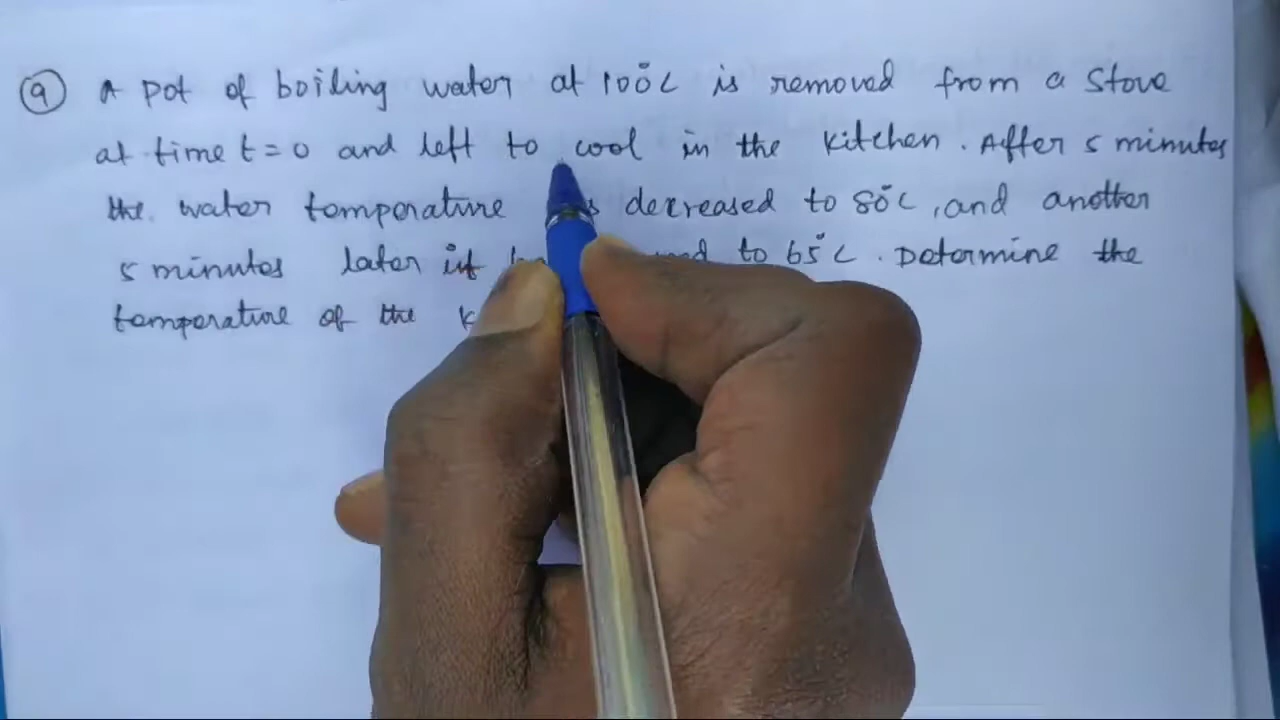 9 A pot of boiling water at 100°C is removed from a stove
at time t=0 and left to cool in the kitchen. After 5 minutes
the water temperature decreased to 80°C, and another
5 minutes later it to 65°C. Determine the
temperature of the